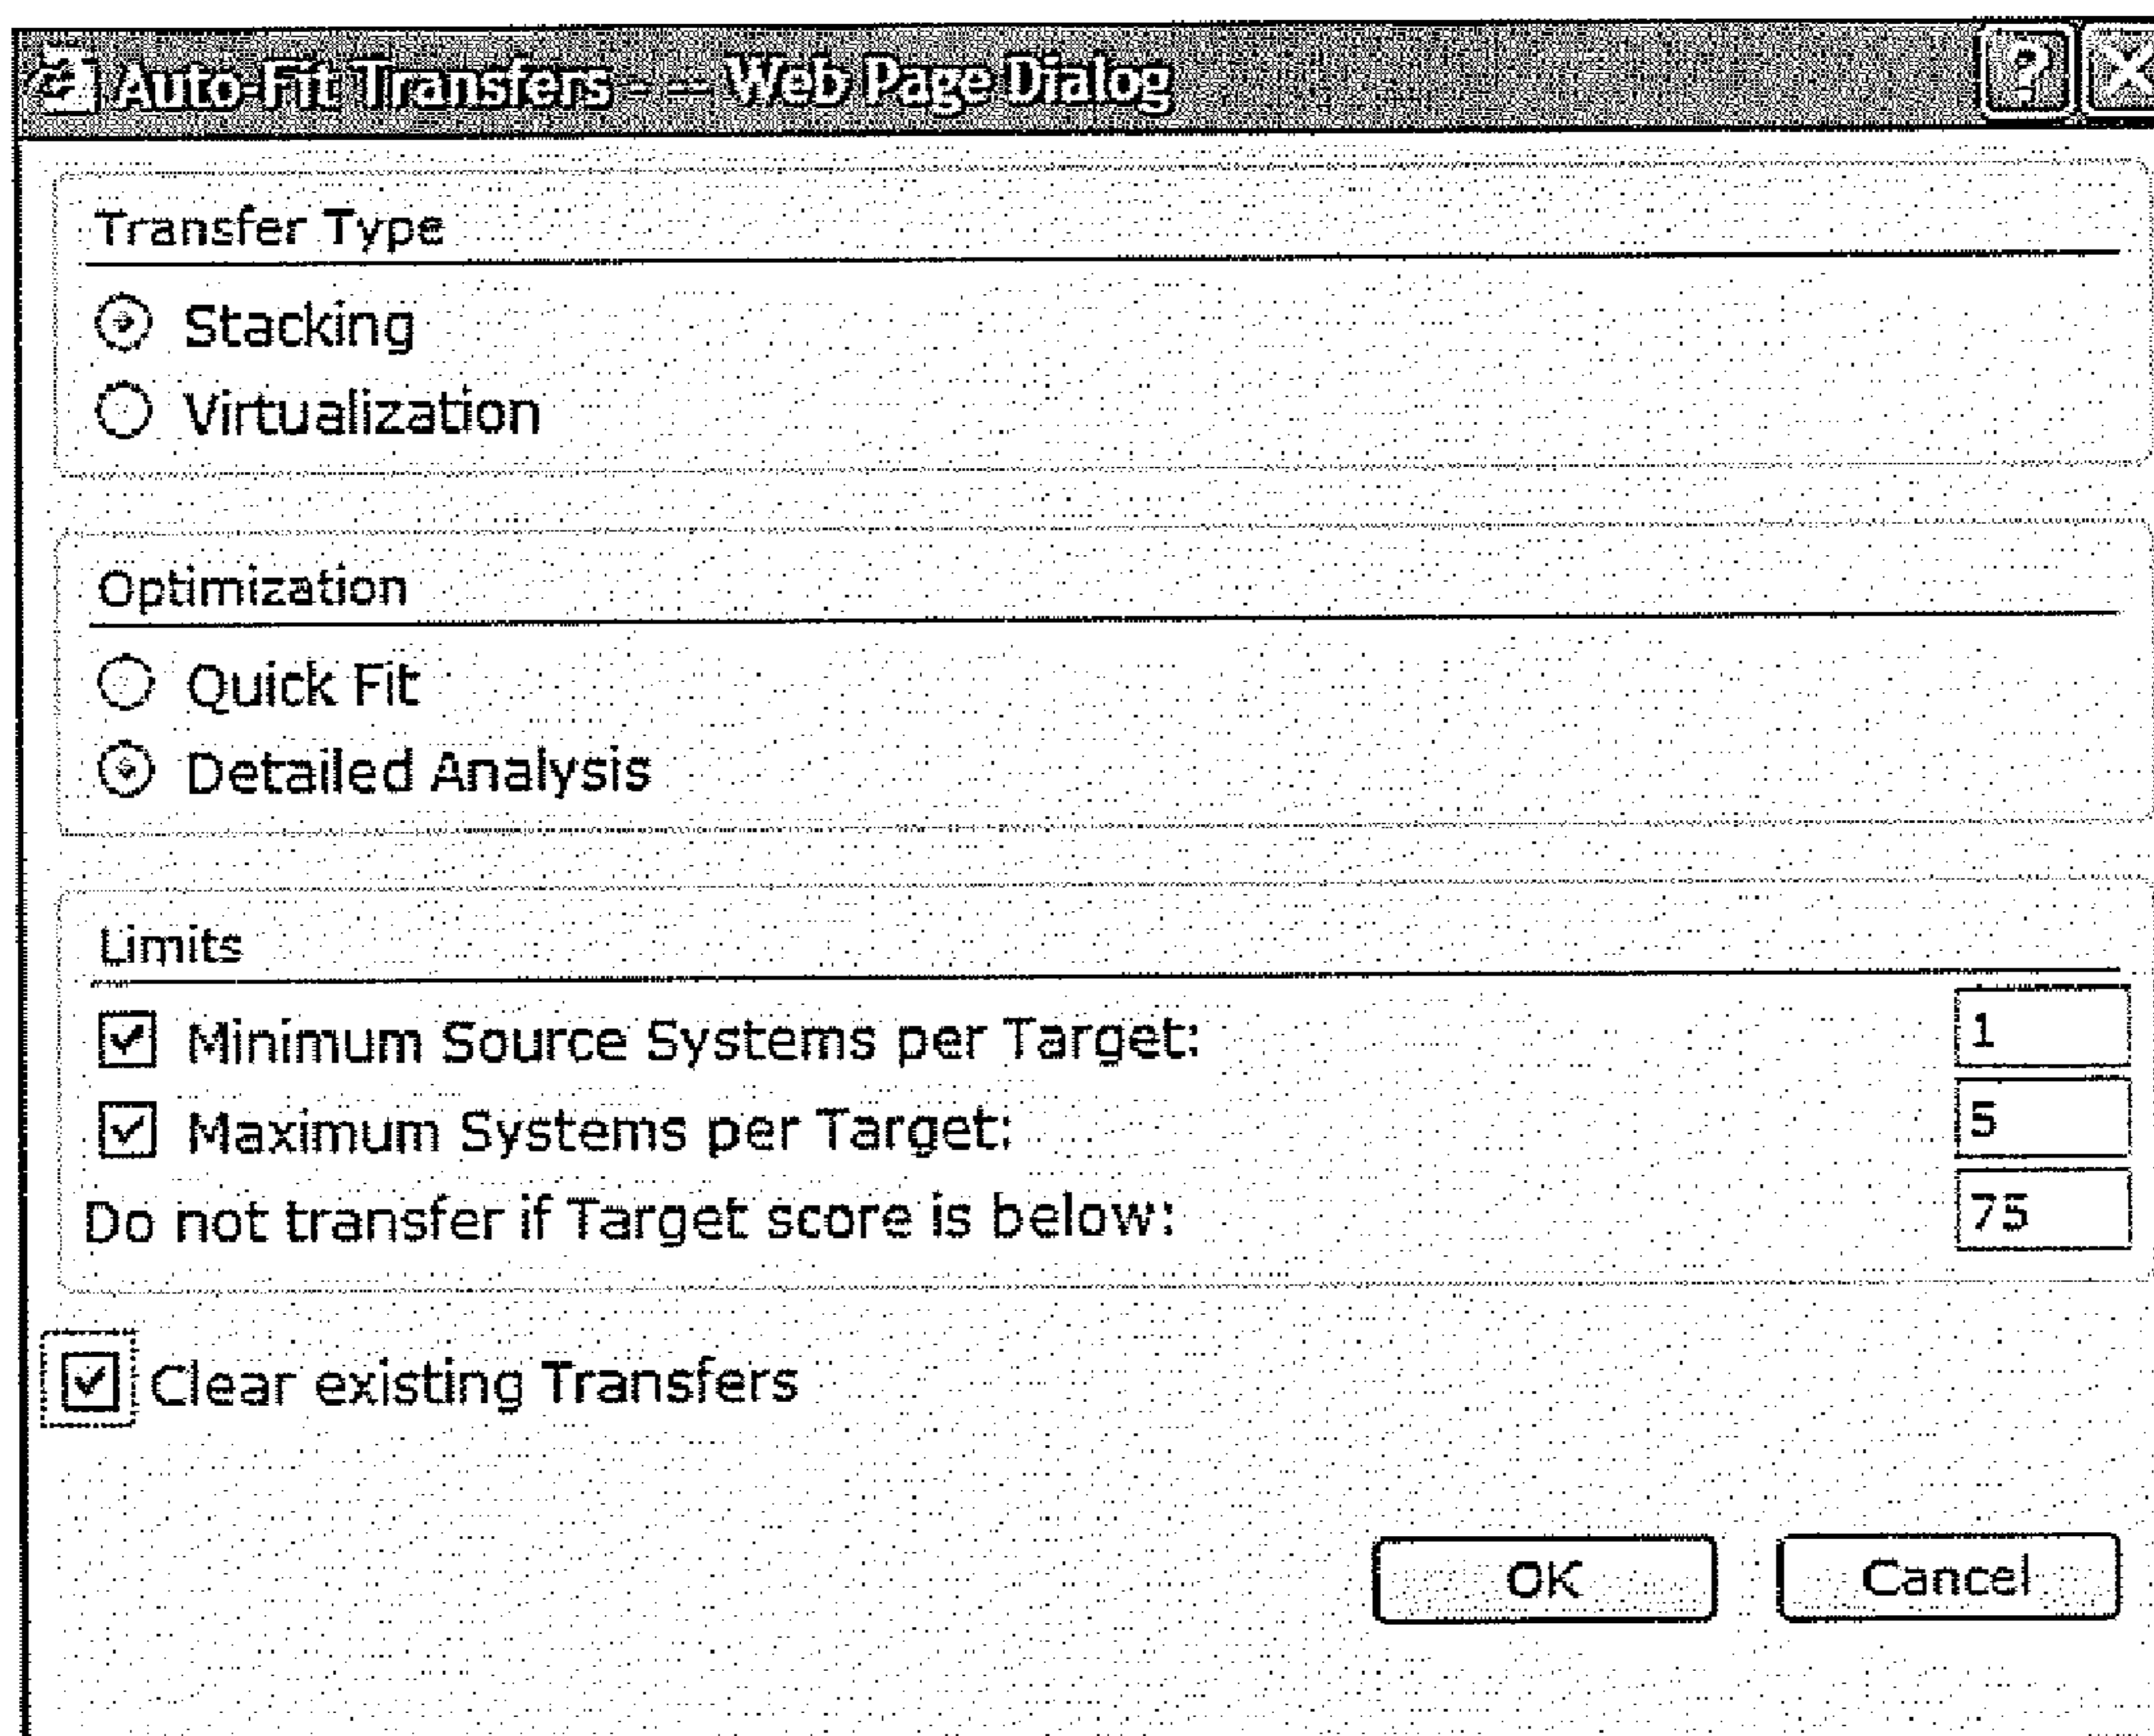 Auto-Fit Transfers - -- Web Page Dialog
Transfer Type
Stacking
Virtualization
Optimization
Quick Fit
Detailed Analysis
Limits
Minimum Source Systems per Target: 1
Maximum Systems per Target: 5
Do not transfer if Target score is below: 75
Clear existing Transfers
OK Cancel